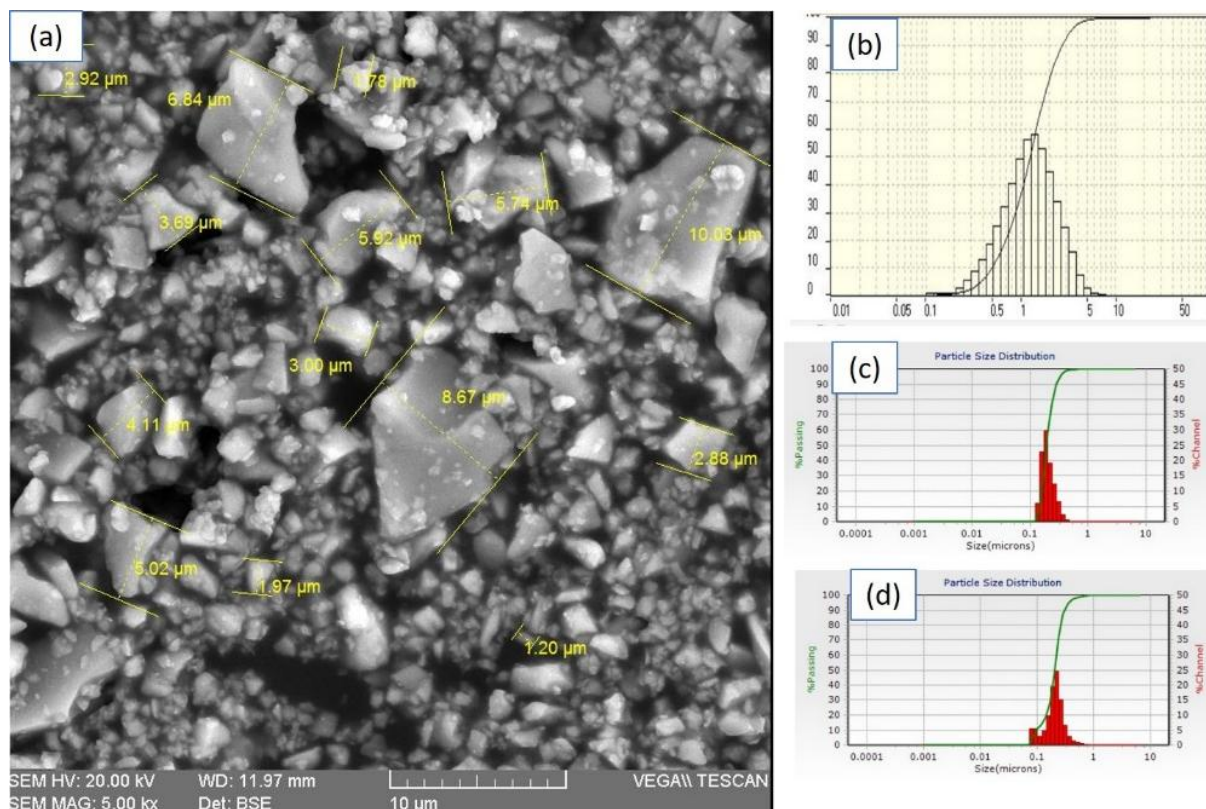 (a)
2.92 µm
1.78 µm
6.84 µm
5.74 µm
3.69 µm
5.92 µm
10.03 µm
3.00 µm
8.67 µm
4.11 µm
2.88 µm
5.02 µm
1.97 µm
1.20 µm
SEM HV: 20.00 kV WD: 11.97 mm VEGA\\ TESCAN
SEM MAG: 5.00 kx Det: BSE 10 µm
(b)
100
90
80
70
60
50
40
30
20
10
0
0.01 0.05 0.1 0.5 1 5 10 50
(c)
Particle Size Distribution
%Passing
100
90
80
70
60
50
40
30
20
10
0
50
45
40
35
30
25
20
15
10
5
0
%Channel
0.0001 0.001 0.01 0.1 1 10
Size(microns)
(d)
Particle Size Distribution
%Passing
100
90
80
70
60
50
40
30
20
10
0
50
45
40
35
30
25
20
15
10
5
0
%Channel
0.0001 0.001 0.01 0.1 1 10
Size(microns)